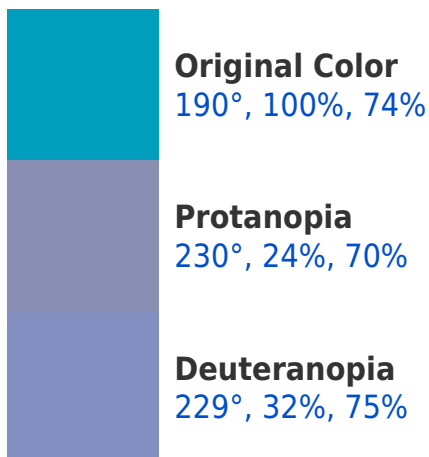 Original Color
190°, 100%, 74%
Protanopia
230°, 24%, 70%
Deuteranopia
229°, 32%, 75%